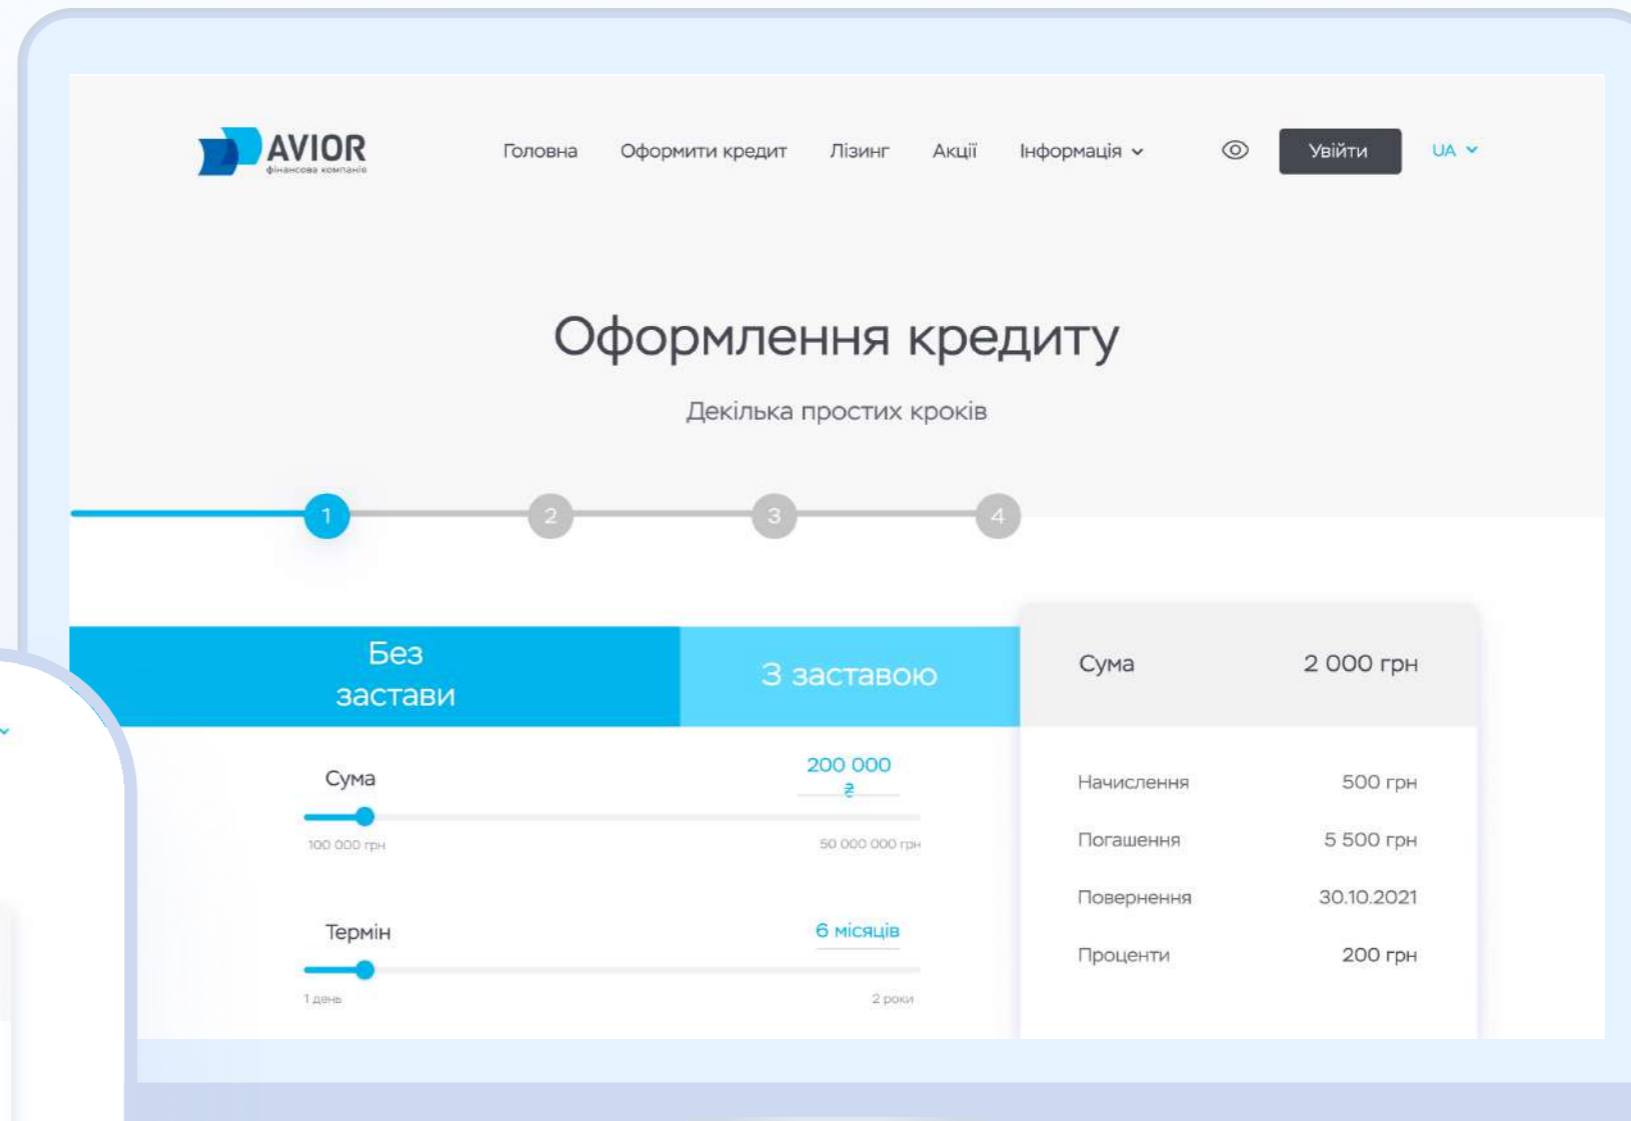 AVIOR
фінансова компанія
Головна
Оформити кредит
Лізинг
Акції
Інформація
Увійти
UA
Оформлення кредиту
Декілька простих кроків
1
2
3
4
Без
застави
З заставою
Сума
200 000
₴
100 000 грн
50 000 000 грн
Термін
6 місяців
1 день
2 роки
Сума 2 000 грн
Начислення 500 грн
Погашення 5 500 грн
Повернення 30.10.2021
Проценти 200 грн